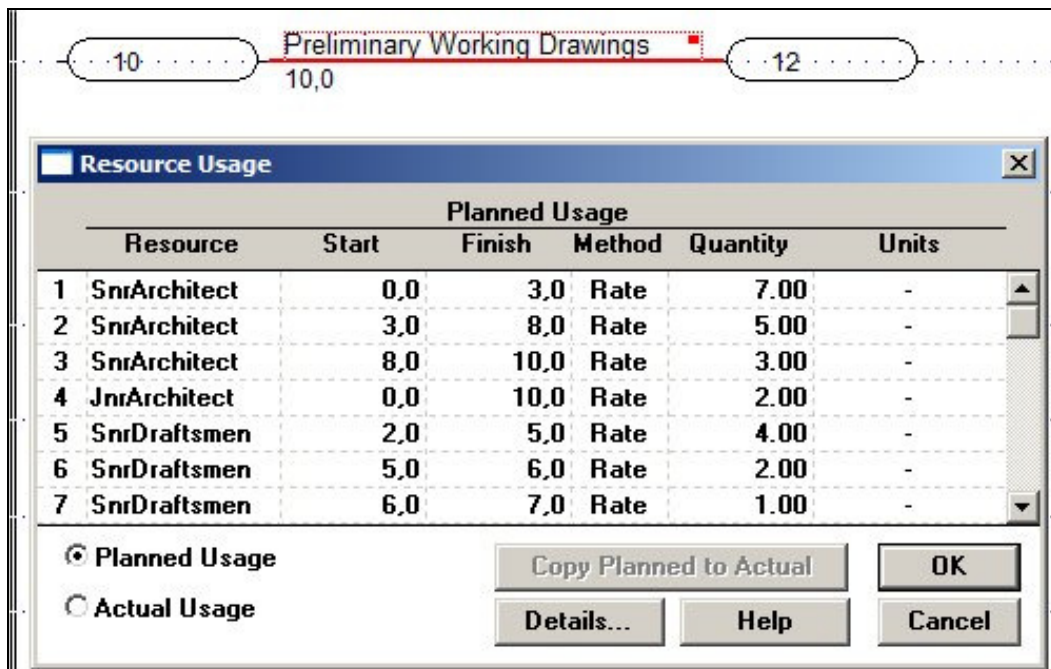 10 Preliminary Working Drawings 12
10,0
Resource Usage
Planned Usage
Resource Start Finish Method Quantity Units
1 SnrArchitect 0,0 3,0 Rate 7.00 -
2 SnrArchitect 3,0 8,0 Rate 5.00 -
3 SnrArchitect 8,0 10,0 Rate 3.00 -
4 JnrArchitect 0,0 10,0 Rate 2.00 -
5 SnrDraftsmen 2,0 5,0 Rate 4.00 -
6 SnrDraftsmen 5,0 6,0 Rate 2.00 -
7 SnrDraftsmen 6,0 7,0 Rate 1.00 -
Planned Usage Copy Planned to Actual OK
Actual Usage Details... Help Cancel